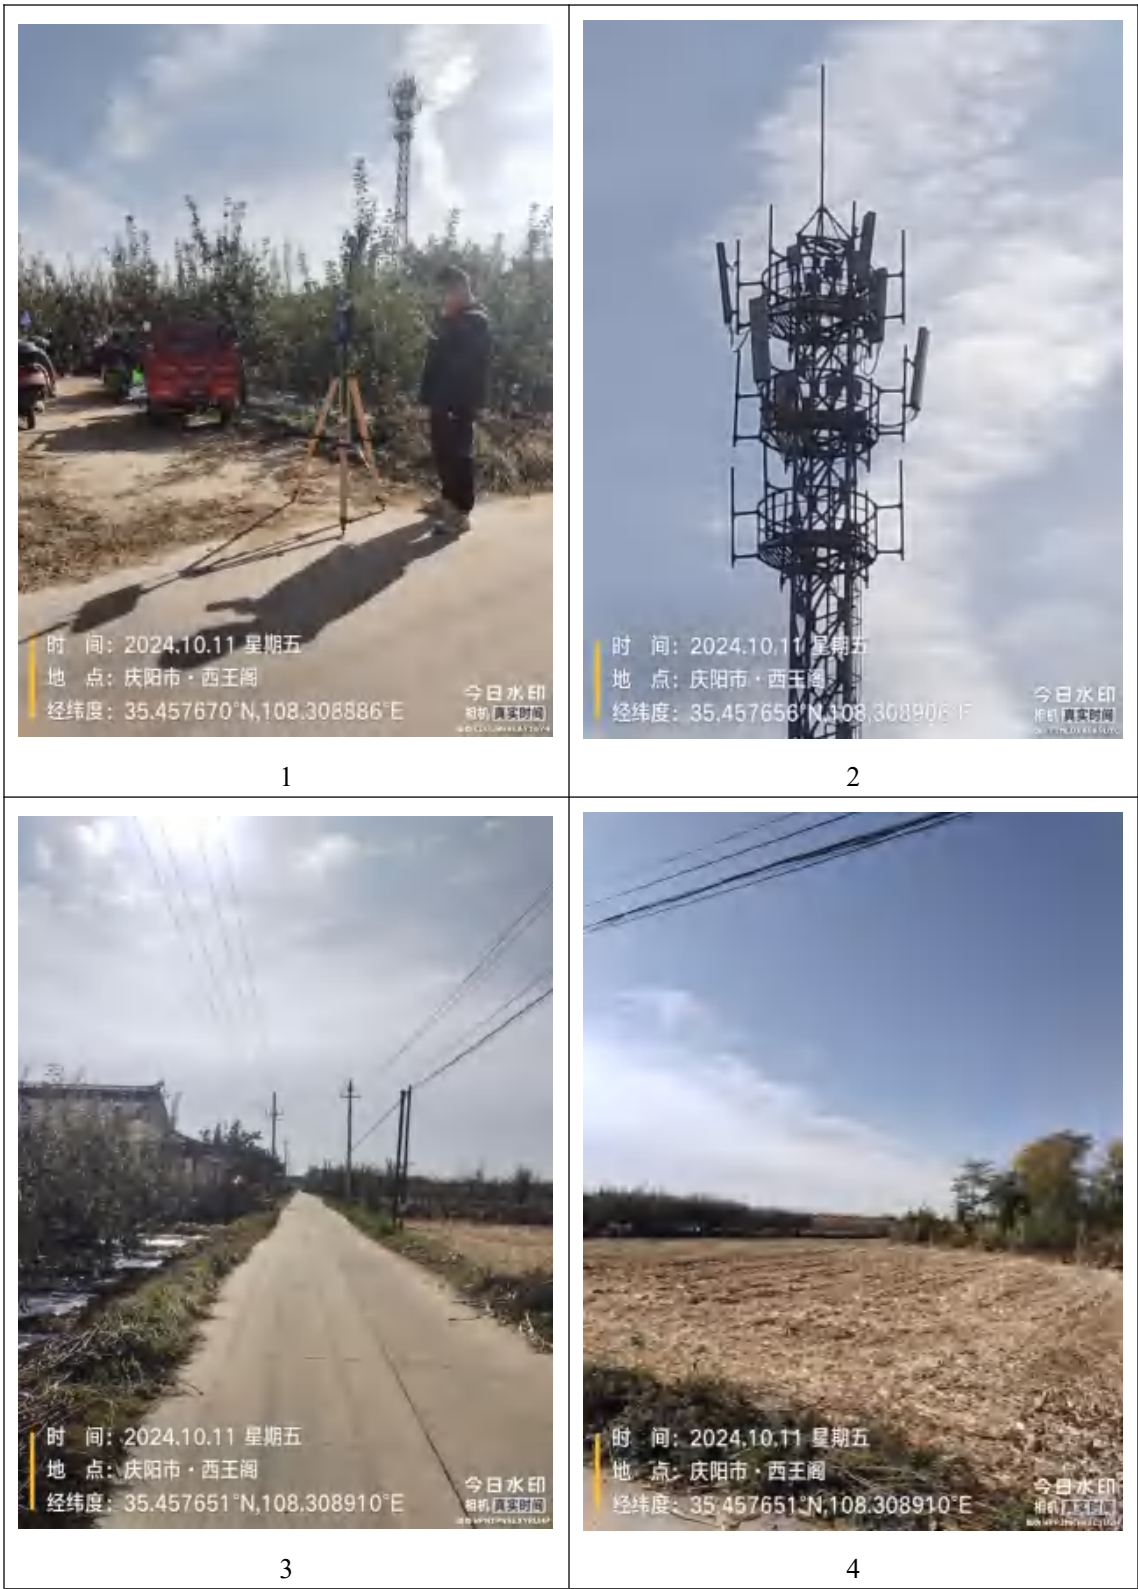 时 间：2024.10.11 星期五
地 点：庆阳市·西王阁
经纬度：35.457670°N,108.308886°E
今日水印
相机 真实时间
1
时 间：2024.10.11 星期五
地 点：庆阳市·西王阁
经纬度：35.457656°N,108.308906°E
今日水印
相机 真实时间
2
时 间：2024.10.11 星期五
地 点：庆阳市·西王阁
经纬度：35.457651°N,108.308910°E
今日水印
相机 真实时间
3
时 间：2024.10.11 星期五
地 点：庆阳市·西王阁
经纬度：35.457651°N,108.308910°E
今日水印
相机 真实时间
4